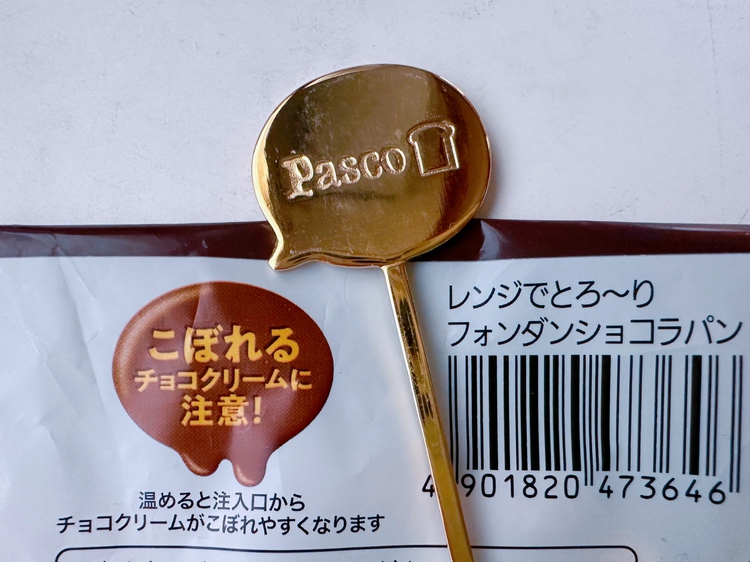 Pasco
こぼれる
チョコクリームに
注意!
温めると注入口から
チョコクリームがこぼれやすくなります
レンジでとろ〜り
フォンダンショコラパン
4 901820 473646